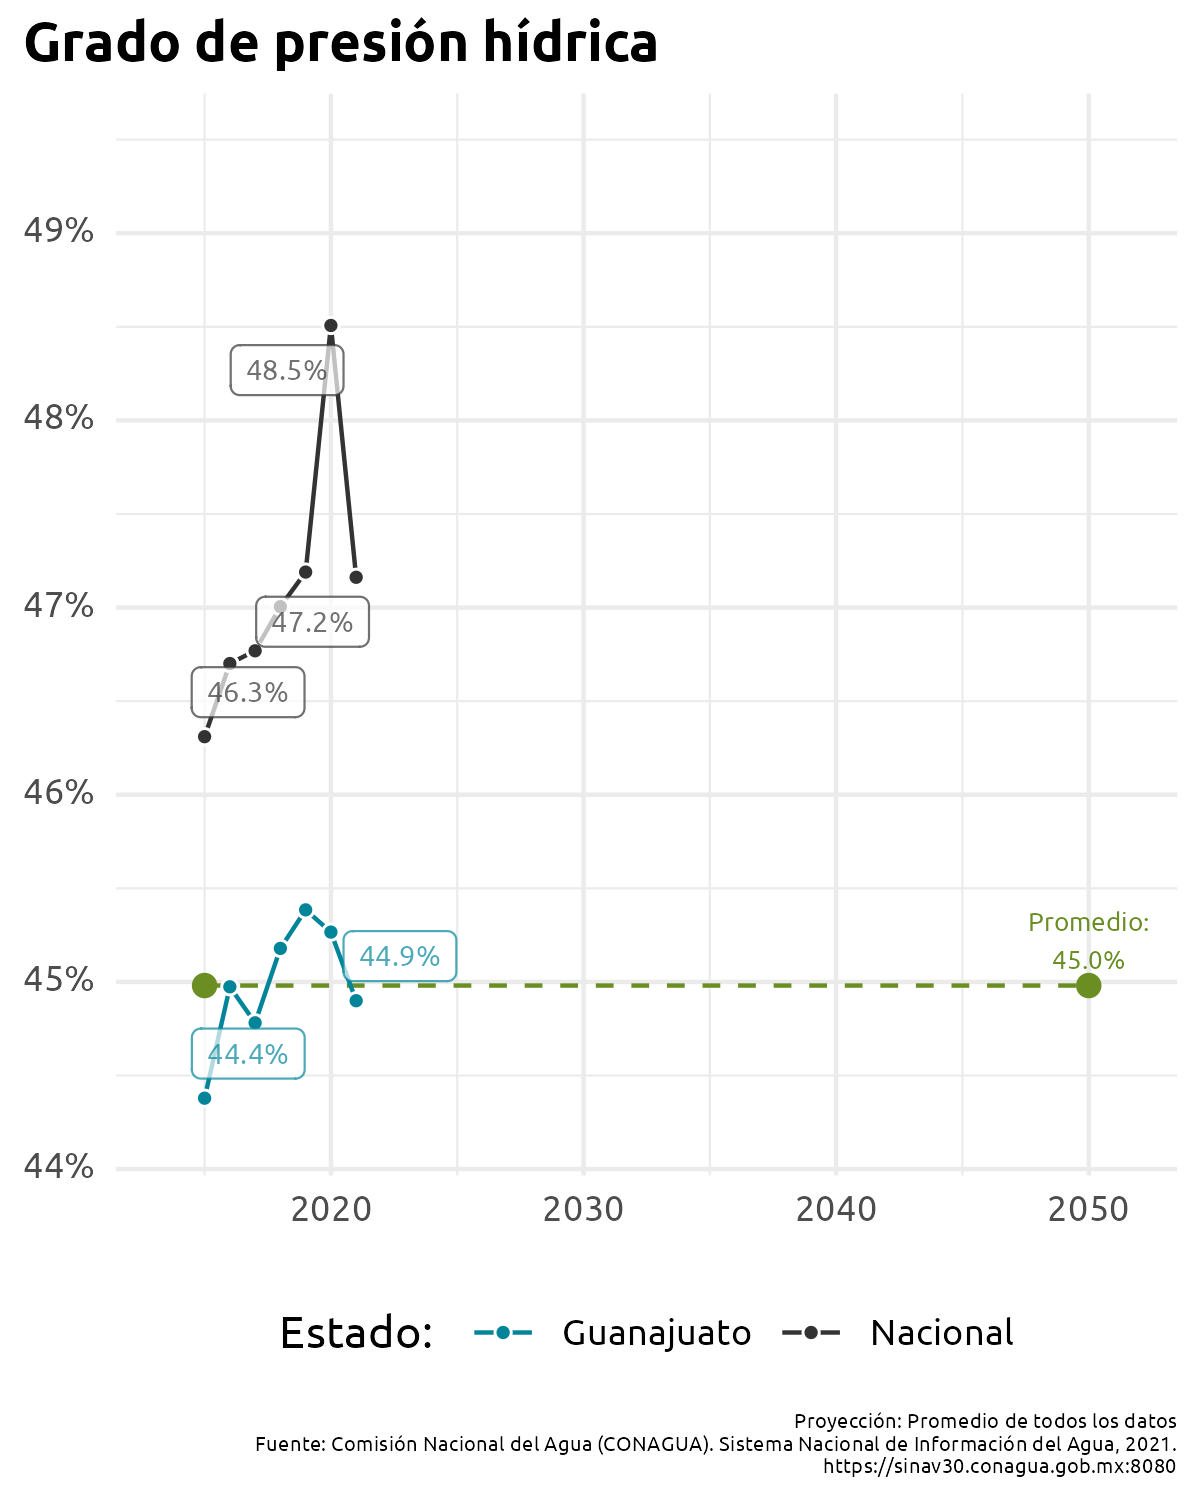 Grado de presión hídrica
49%
48%
47%
46%
45%
44%
48.5%
47.2%
46.3%
44.9%
44.4%
Promedio:
45.0%
2020 2030 2040 2050
Estado: Guanajuato Nacional
Proyección: Promedio de todos los datos
Fuente: Comisión Nacional del Agua (CONAGUA). Sistema Nacional de Información del Agua, 2021.
https://sinav30.conagua.gob.mx:8080